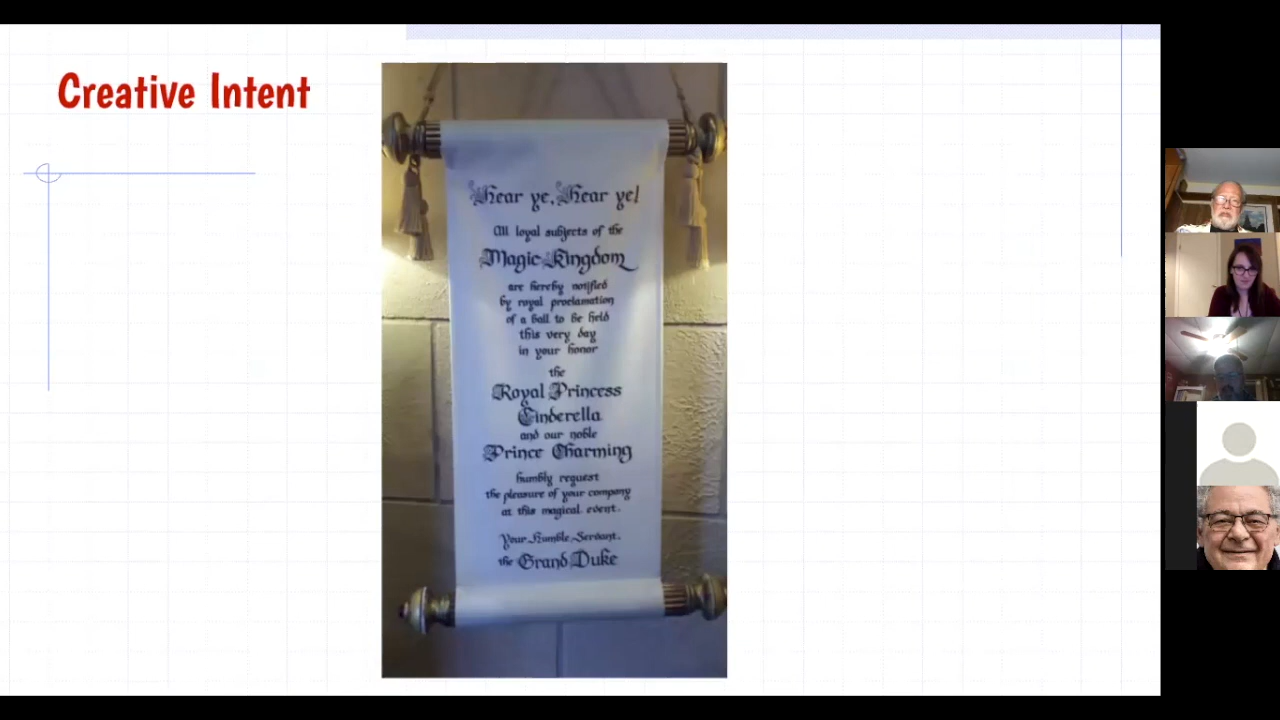 Creative Intent
Hear ye, Hear ye!
All loyal subjects of the
Magic Kingdom
are hereby notified
by royal proclamation
of a ball to be held
this very day
in your honor
the
Royal Princess
Cinderella
and our noble
Prince Charming
humbly request
the pleasure of your company
at this magical event.
Your Humble Servant,
the Grand Duke